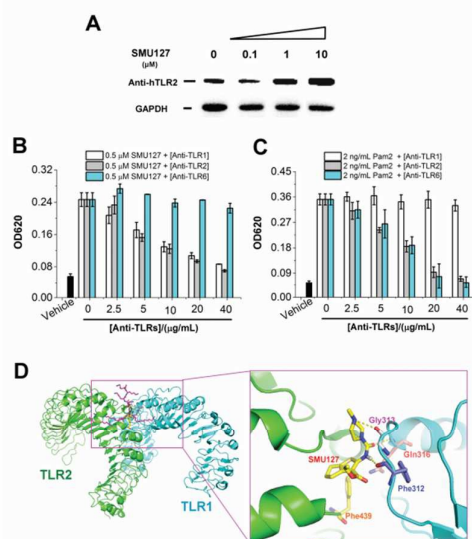 A
SMU127
(μM)
0 0.1 1 10
Anti-hTLR2
GAPDH
B
0.5 μM SMU127 + [Anti-TLR1]
0.5 μM SMU127 + [Anti-TLR2]
0.5 μM SMU127 + [Anti-TLR6]
OD620
0.32
0.24
0.16
0.08
0.00
Vehicle 0 2.5 5 10 20 40
[Anti-TLRs]/(μg/mL)
C
2 ng/mL Pam2 + [Anti-TLR1]
2 ng/mL Pam2 + [Anti-TLR2]
2 ng/mL Pam2 + [Anti-TLR6]
OD620
0.45
0.36
0.27
0.18
0.09
0.00
Vehicle 0 2.5 5 10 20 40
[Anti-TLRs]/(μg/mL)
D
TLR2
TLR1
Gly313
Gln316
SMU127
Phe312
Phe439